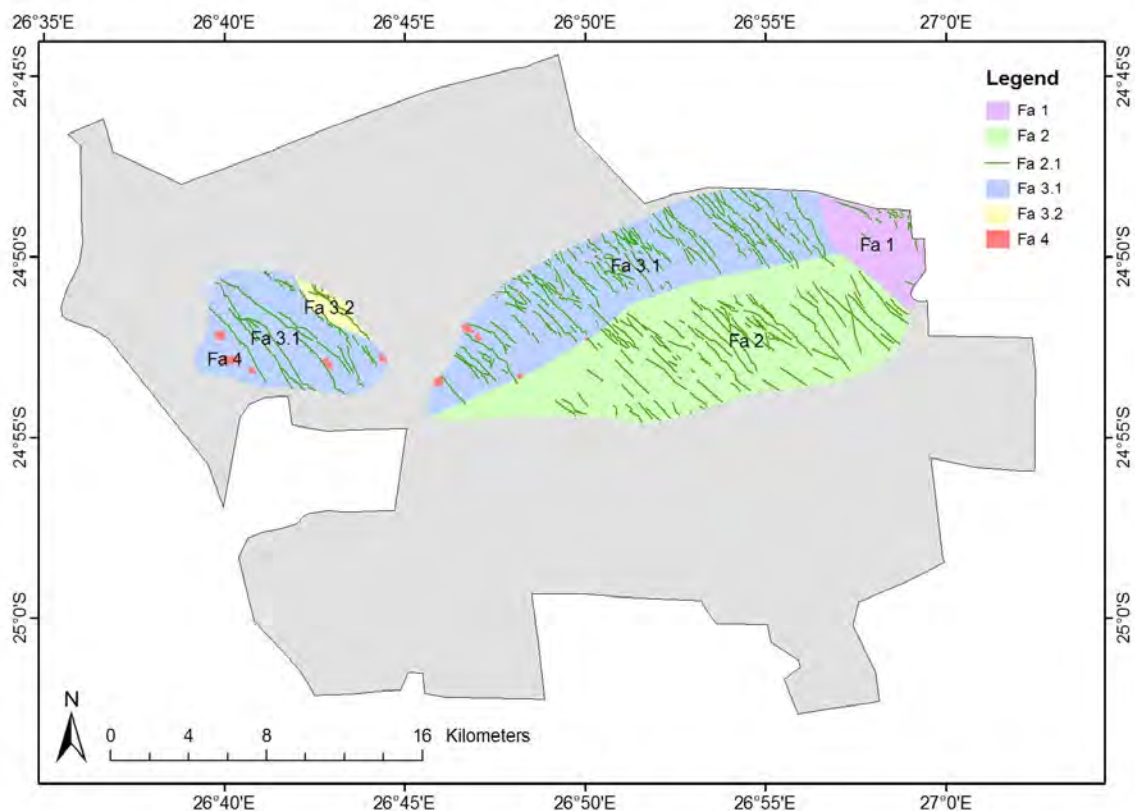 26°35'E 26°40'E 26°45'E 26°50'E 26°55'E 27°0'E
24°45'S 24°45'S
Legend
Fa 1
Fa 2
Fa 2.1
Fa 3.1
Fa 3.2
Fa 4
24°50'S Fa 3.1 Fa 1 24°50'S
Fa 3.2
Fa 3.1 Fa 2
Fa 4
24°55'S 24°55'S
25°0'S 25°0'S
N
0 4 8 16 Kilometers
26°40'E 26°45'E 26°50'E 26°55'E 27°0'E